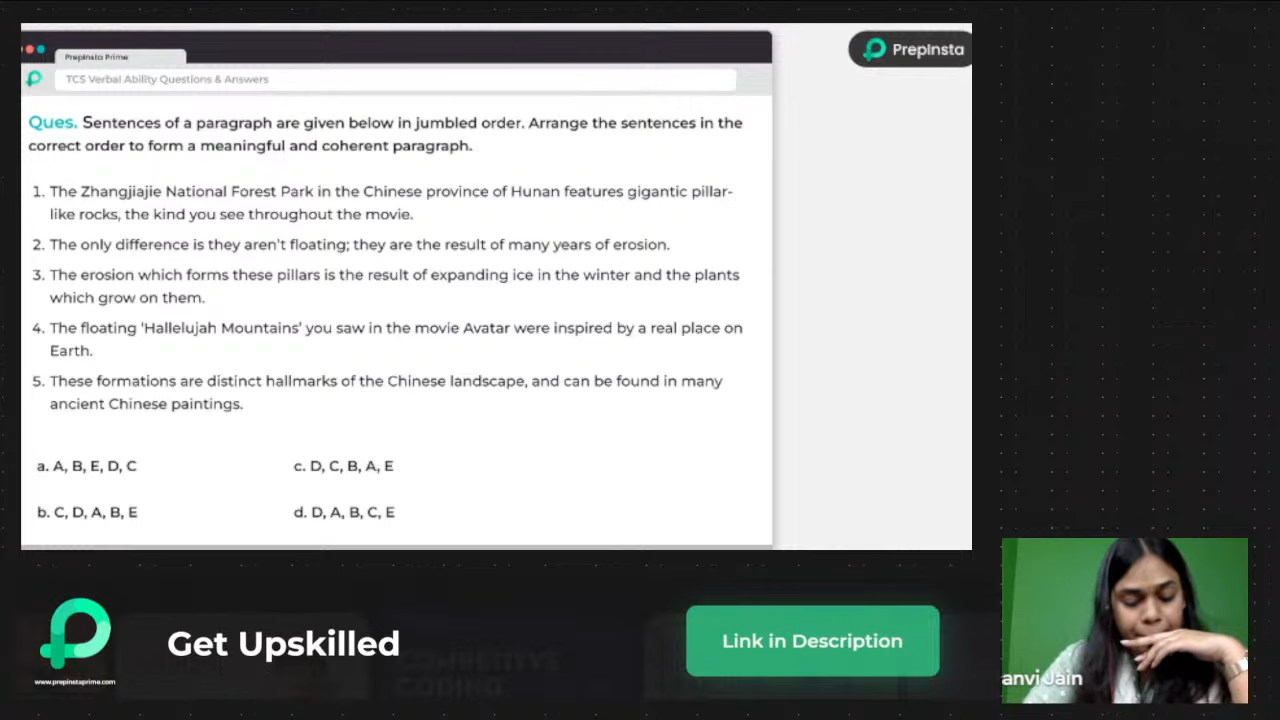 PrepInsta Prime
PrepInsta
TCS Verbal Ability Questions & Answers
Ques. Sentences of a paragraph are given below in jumbled order. Arrange the sentences in the
correct order to form a meaningful and coherent paragraph.
1. The Zhangjiajie National Forest Park in the Chinese province of Hunan features gigantic pillar-
like rocks, the kind you see throughout the movie.
2. The only difference is they aren't floating; they are the result of many years of erosion.
3. The erosion which forms these pillars is the result of expanding ice in the winter and the plants
which grow on them.
4. The floating 'Hallelujah Mountains' you saw in the movie Avatar were inspired by a real place on
Earth.
5. These formations are distinct hallmarks of the Chinese landscape, and can be found in many
ancient Chinese paintings.
a. A, B, E, D, C
c. D, C, B, A, E
b. C, D, A, B, E
d. D, A, B, C, E
Get Upskilled
Link in Description
www.prepinstaprime.com
CODING
anvi Jain